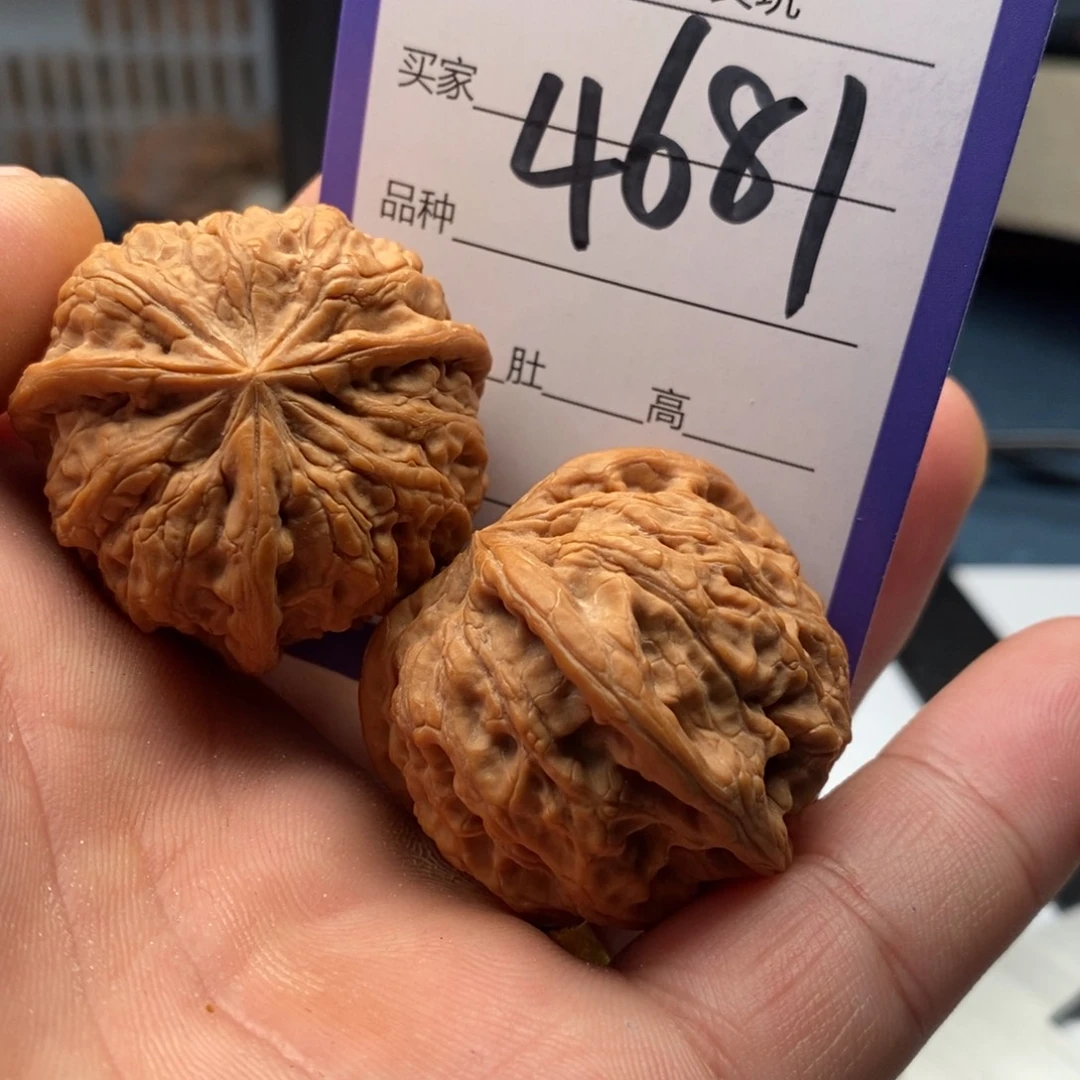 买家 4681
品种
肚 高